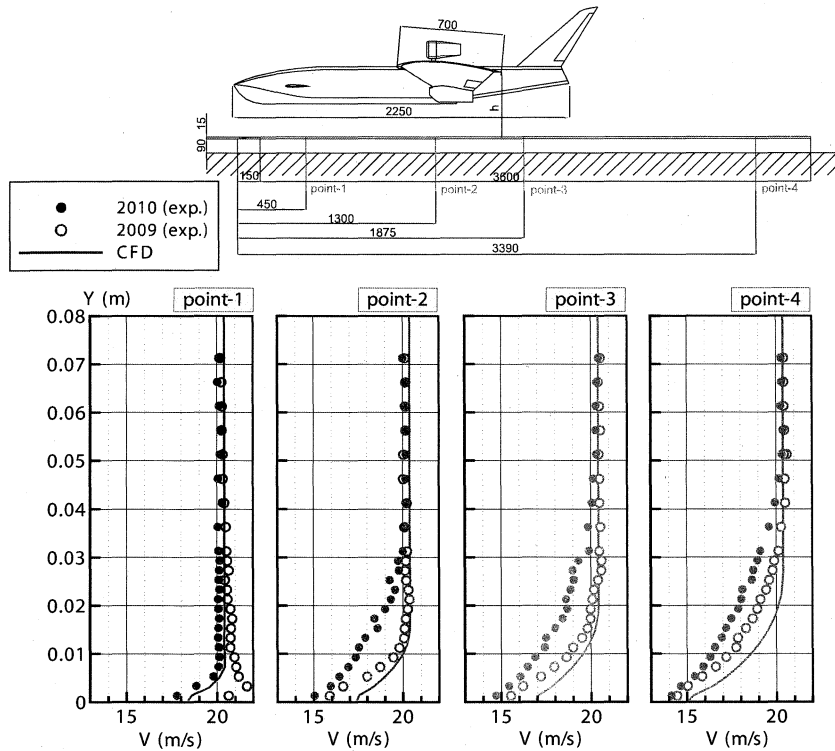 700
2250
h
15
90
150
3600
point-1
point-2
point-3
point-4
450
1300
1875
3390
2010 (exp.)
2009 (exp.)
CFD
Y (m)
point-1
point-2
point-3
point-4
0.08
0.07
0.06
0.05
0.04
0.03
0.02
0.01
0
15 20
15 20
15 20
15 20
V (m/s)
V (m/s)
V (m/s)
V (m/s)